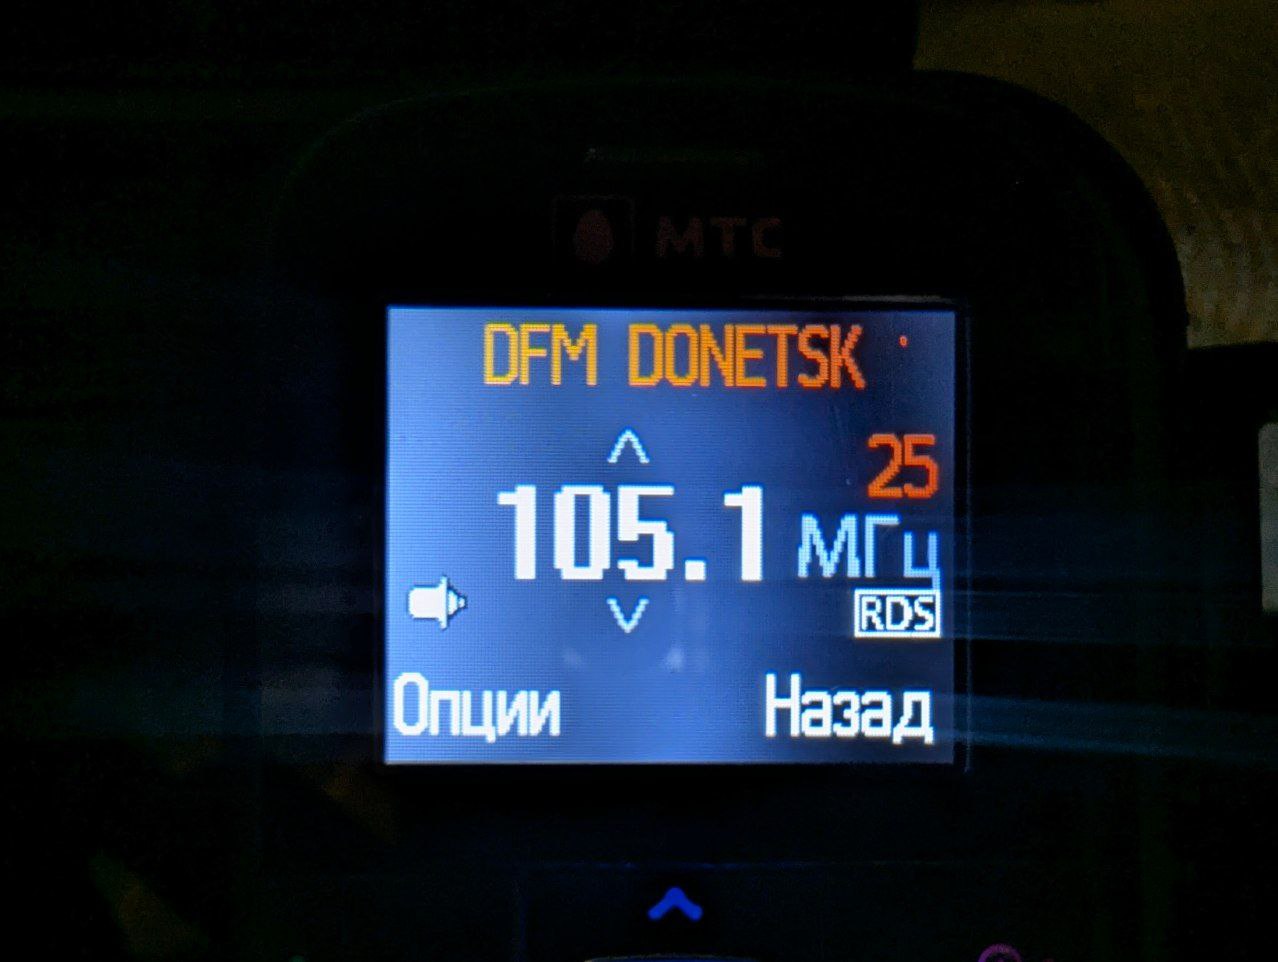 МТС
DFM DONETSK
25
105.1 МГц
RDS
Опции Назад